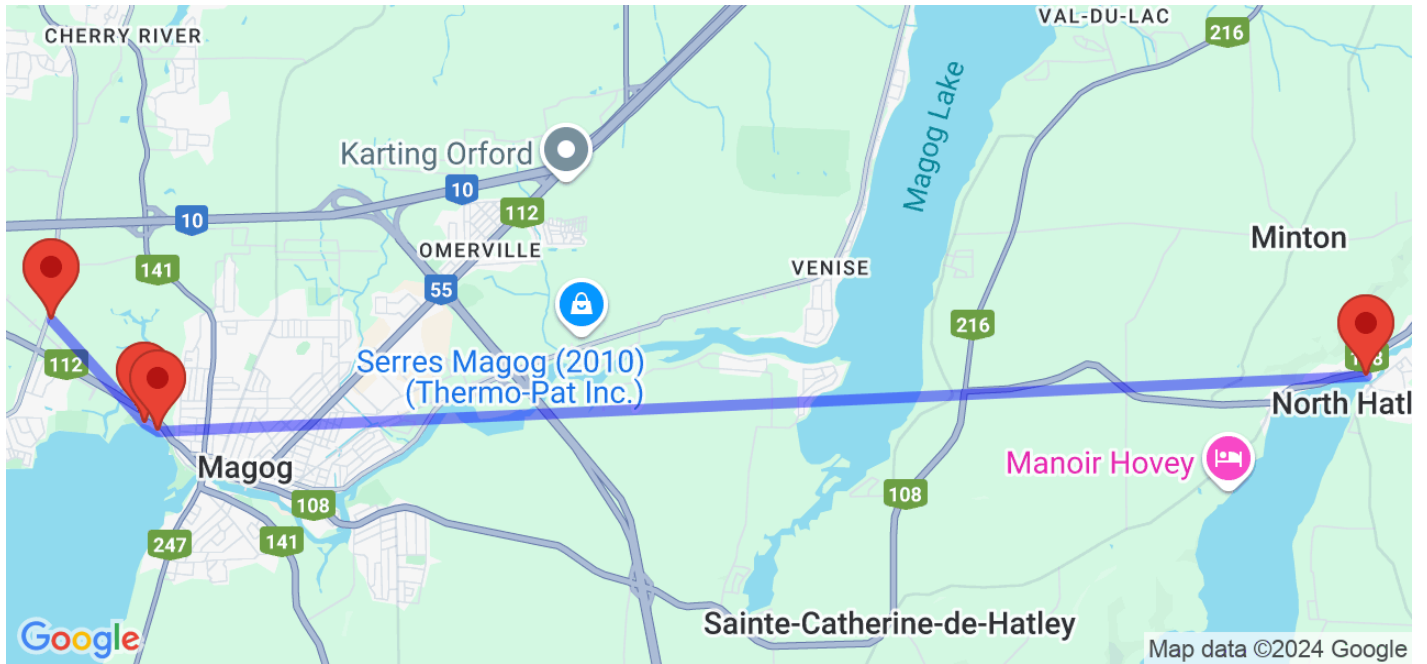 CHERRY RIVER
VAL-DU-LAC
216
216
Magog Lake
Karting Orford
10
112
10
Minton
OMERVILLE
141
VENISE
55
216
112
Serres Magog (2010)
(Thermo-Pat Inc.)
North Hatl
Magog
Manoir Hovey
108
108
247
141
Sainte-Catherine-de-Hatley
Google
Map data ©2024 Google